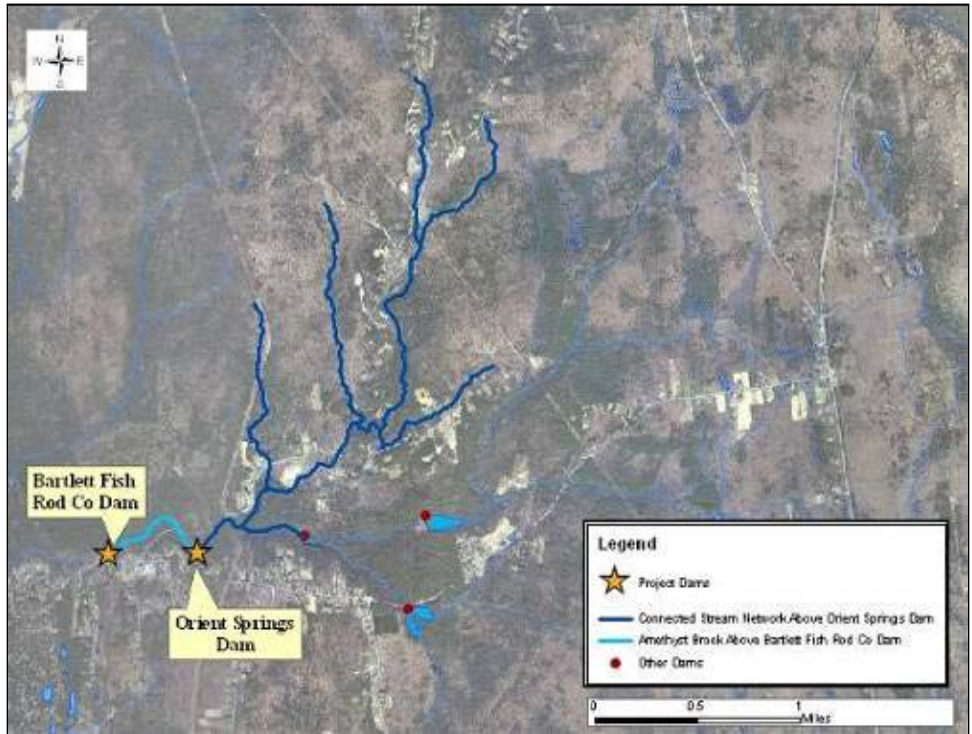 N
W E
S
Bartlett Fish
Rod Co Dam
Orient Springs
Dam
Legend
Project Dams
Connected Stream Network Above Orient Springs Dam
Amethyst Brook Above Bartlett Fish Rod Co Dam
Other Dams
0 0.5 1
Miles